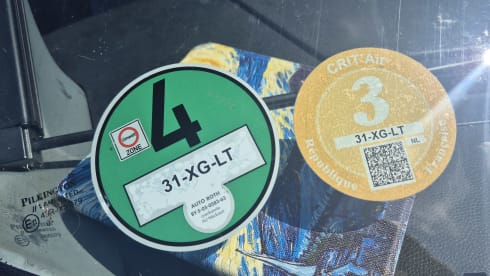 4
ZONE
31-XG-LT
AUTO ROTH
CRIT'Air
3
31-XG-LT
NL
République Française
PILKINGTON